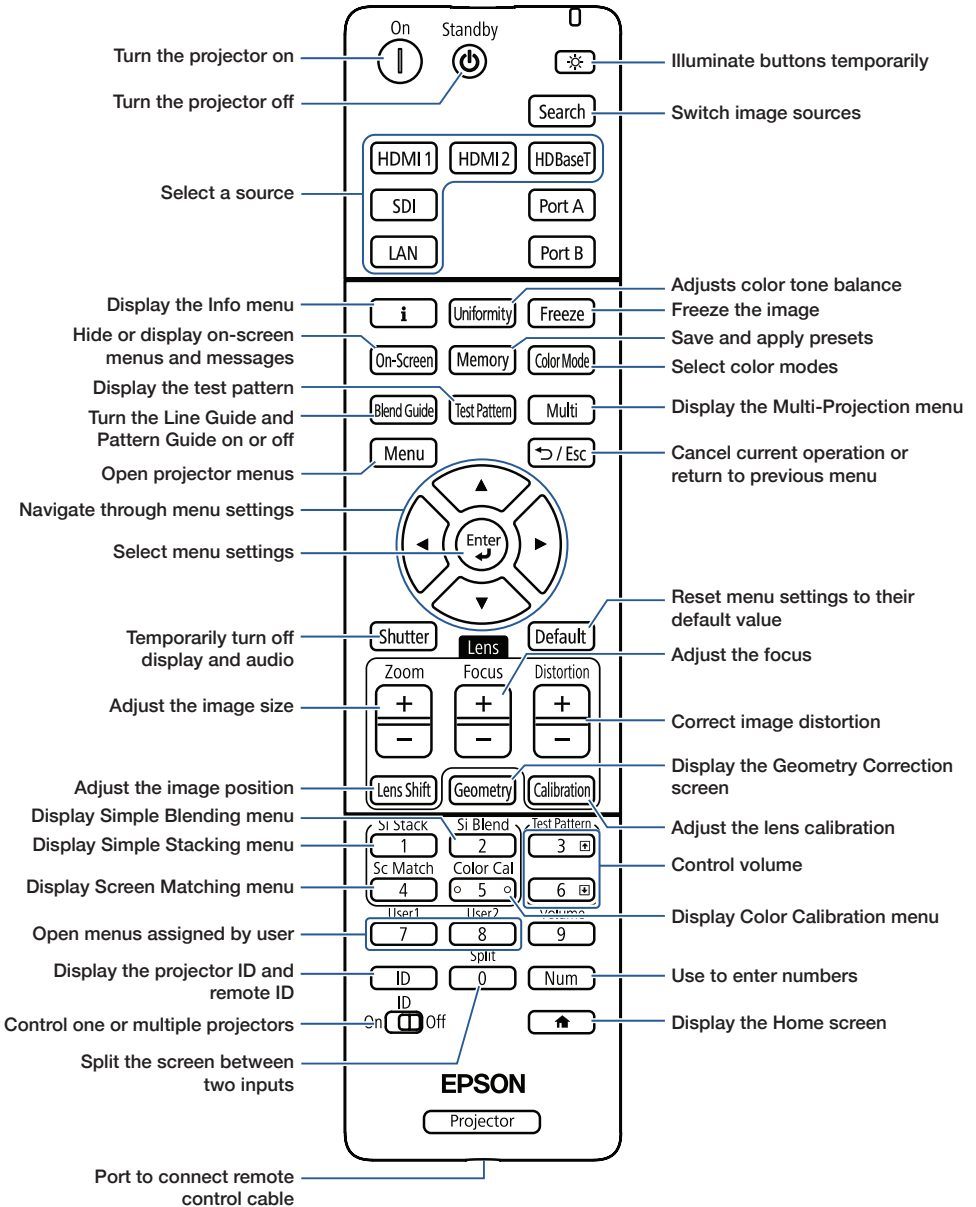 On
Standby
Turn the projector on
Illuminate buttons temporarily
Turn the projector off
Search
Switch image sources
HDMI 1
HDMI 2
HDBaseT
Select a source
SDI
Port A
LAN
Port B
Adjusts color tone balance
Display the Info menu
i
Uniformity
Freeze
Freeze the image
Hide or display on-screen
menus and messages
On-Screen
Memory
Color Mode
Save and apply presets
Select color modes
Display the test pattern
Blend Guide
Test Pattern
Multi
Display the Multi-Projection menu
Turn the Line Guide and
Pattern Guide on or off
Menu
/ Esc
Cancel current operation or
return to previous menu
Open projector menus
Navigate through menu settings
Enter
Select menu settings
Reset menu settings to their
default value
Temporarily turn off
display and audio
Shutter
Default
Lens
Adjust the focus
Zoom
Focus
Distortion
+
+
+
Adjust the image size
Correct image distortion
−
−
−
Display the Geometry Correction
screen
Adjust the image position
Lens Shift
Geometry
Calibration
Display Simple Blending menu
Si Stack
Si Blend
Test Pattern
Adjust the lens calibration
Display Simple Stacking menu
1
2
3
Control volume
Sc Match
Color Cal
Display Screen Matching menu
4
5
6
User1
User2
Volume
Display Color Calibration menu
Open menus assigned by user
7
8
9
Split
Display the projector ID and
remote ID
ID
0
Num
Use to enter numbers
ID
Control one or multiple projectors
On
Off
Display the Home screen
Split the screen between
two inputs
EPSON
Projector
Port to connect remote
control cable